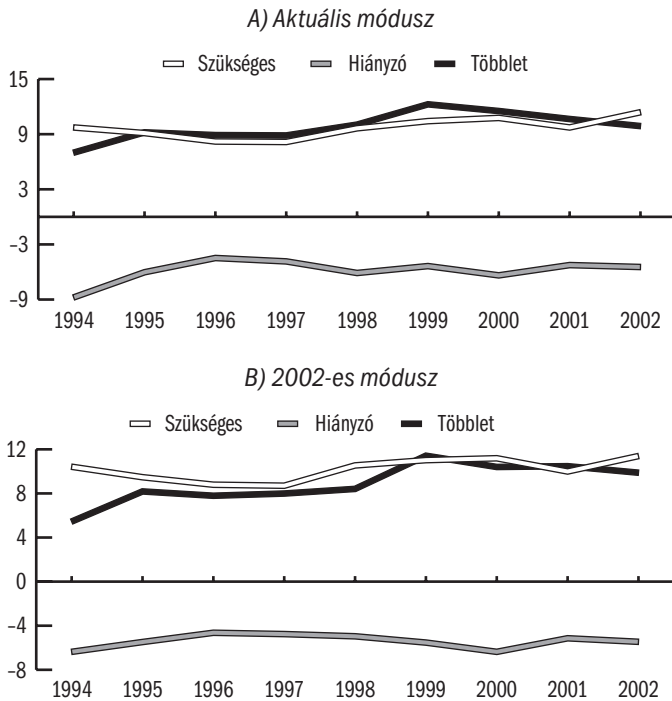 A) Aktuális módusz
Szükséges Hiányzó Többlet
15
9
3
–3
–9
1994 1995 1996 1997 1998 1999 2000 2001 2002
B) 2002-es módusz
Szükséges Hiányzó Többlet
12
8
4
0
–4
–8
1994 1995 1996 1997 1998 1999 2000 2001 2002